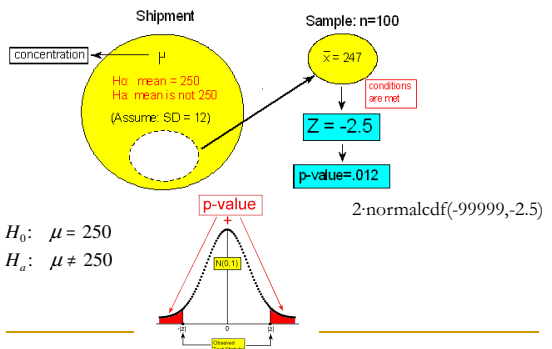 Shipment
Sample: n=100
concentration
μ
x̄ = 247
Ho: mean = 250
Ha: mean is not 250
conditions
are met
(Assume: SD = 12)
Z = -2.5
p-value=.012
p-value
+
2·normalcdf(-99999,-2.5)
H₀: μ = 250
Hₐ: μ ≠ 250
N(0,1)
-|z| 0 |z|
Observed